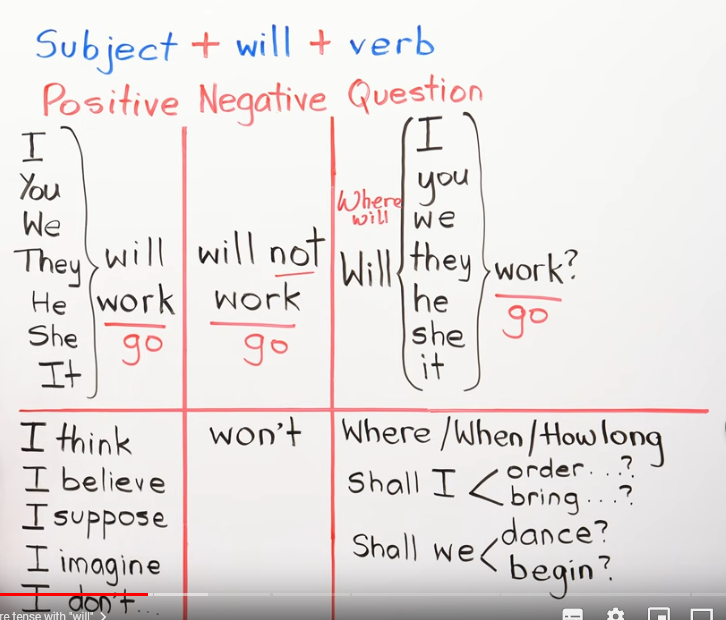 Subject + will + verb
Positive Negative Question
I
You
We
They
He
She
It
will
work
go
will not
work
go
Where
will
Will
I
you
we
they
he
she
it
work?
go
I think
I believe
I suppose
I imagine
I don't...
won't
Where /When/How long
Shall I < order...?
bring...?
Shall we < dance?
begin?
re tense with "will" >